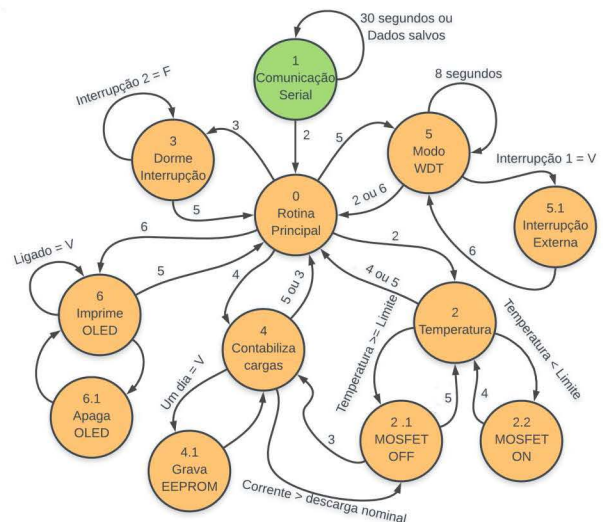 30 segundos ou
Dados salvos
1
Comunicação
Serial
2
Interrupção 2 = F
3
Dorme
Interrupção
3
5
8 segundos
5
Modo
WDT
5
2 ou 6
Interrupção 1 = V
5.1
Interrupção
Externa
6
0
Rotina
Principal
6
5
2
4 ou 5
4
5 ou 3
Ligado = V
6
Imprime
OLED
6.1
Apaga
OLED
4
Contabiliza
cargas
Um dia = V
4.1
Grava
EEPROM
2
Temperatura
Temperatura >= Limite
Temperatura < Limite
5
4
3
2 .1
MOSFET
OFF
2.2
MOSFET
ON
Corrente > descarga nominal